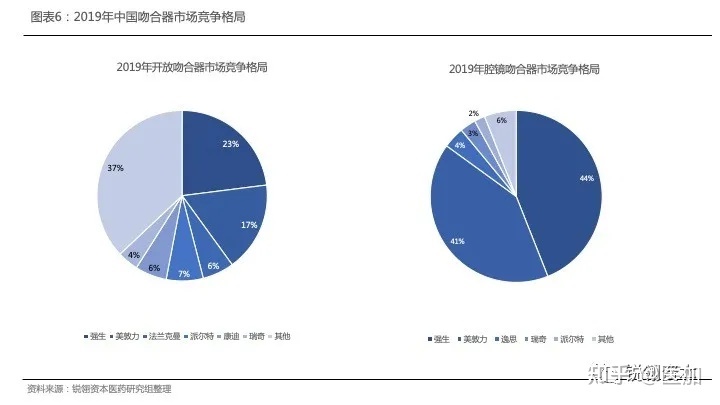 图表6：2019年中国吻合器市场竞争格局
2019年开放吻合器市场竞争格局
23%
17%
6%
7%
6%
4%
37%
强生 美敦力 法兰克曼 派尔特 康迪 瑞奇 其他
2019年腔镜吻合器市场竞争格局
44%
41%
4%
3%
2%
6%
强生 美敦力 逸思 瑞奇 派尔特 其他
资料来源：锐翎资本医药研究组整理
知乎 @医加